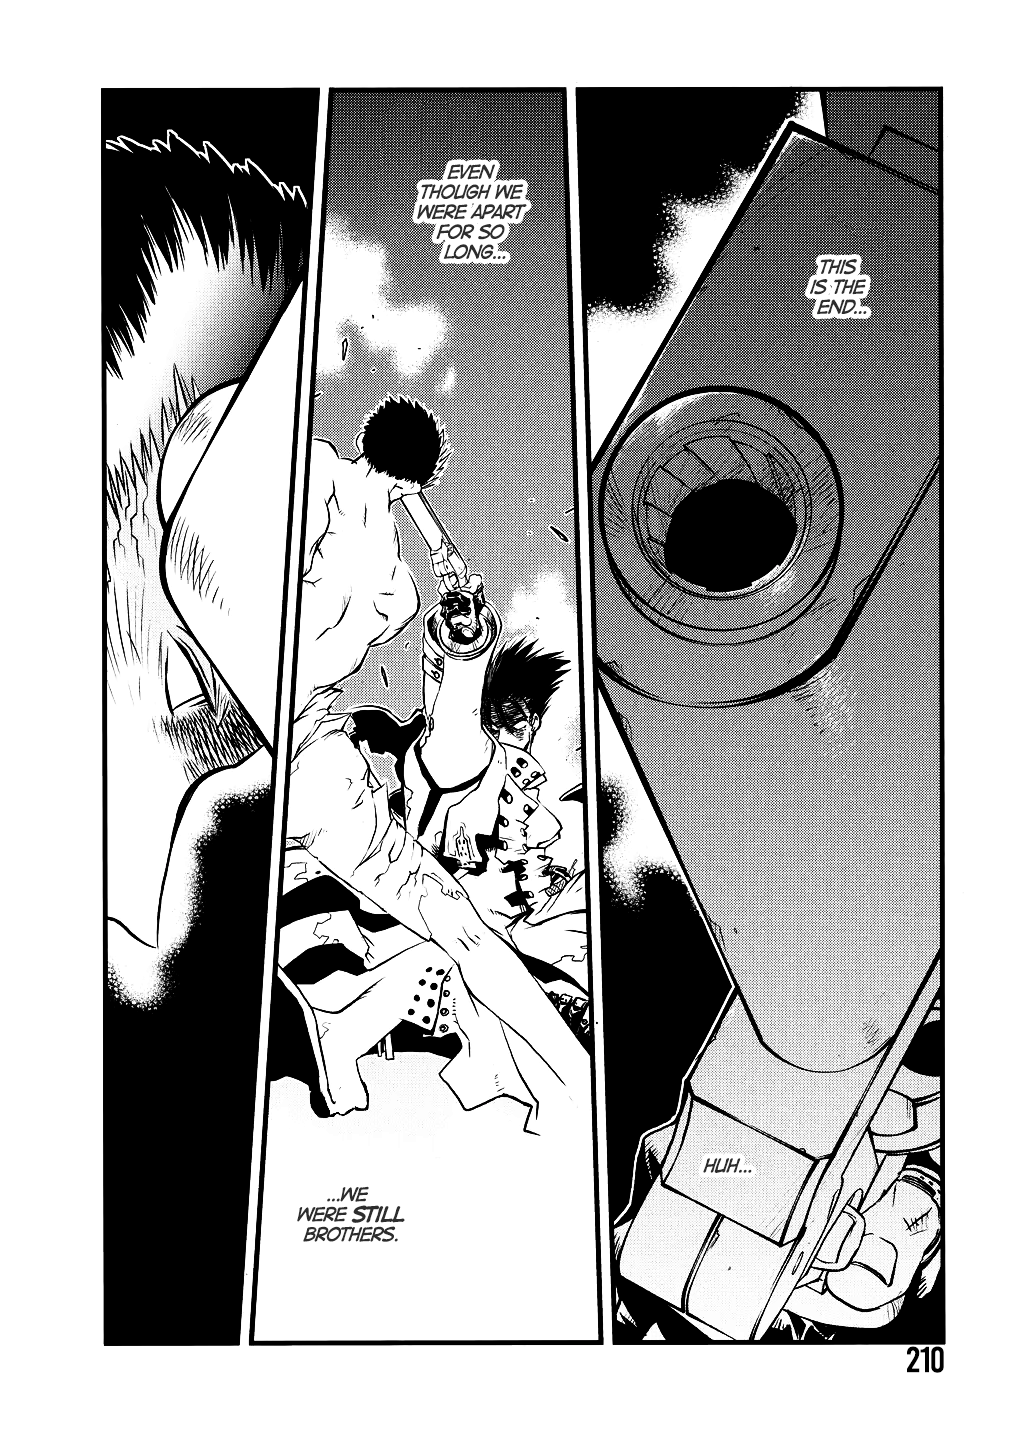 THIS
IS THE
END...
HUH...
EVEN
THOUGH WE
WERE APART
FOR SO
LONG...
...WE
WERE STILL
BROTHERS.
210